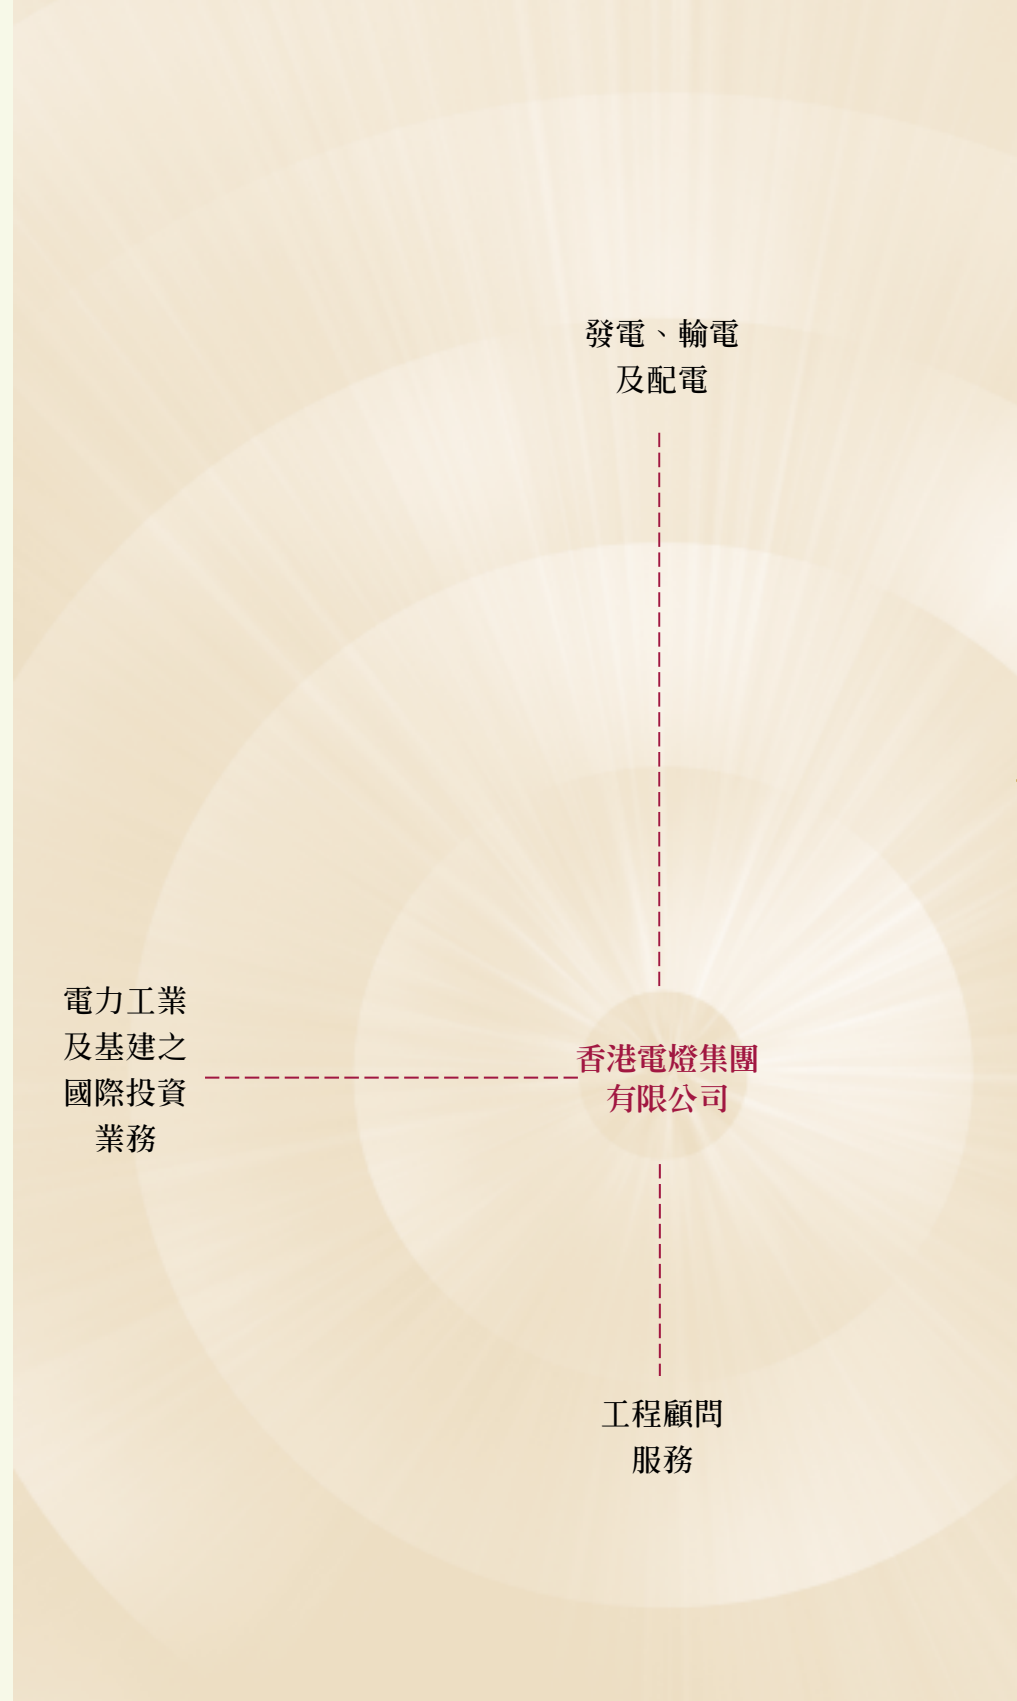 發電、輸電
及配電
電力工業
及基建之
國際投資
業務
香港電燈集團
有限公司
工程顧問
服務